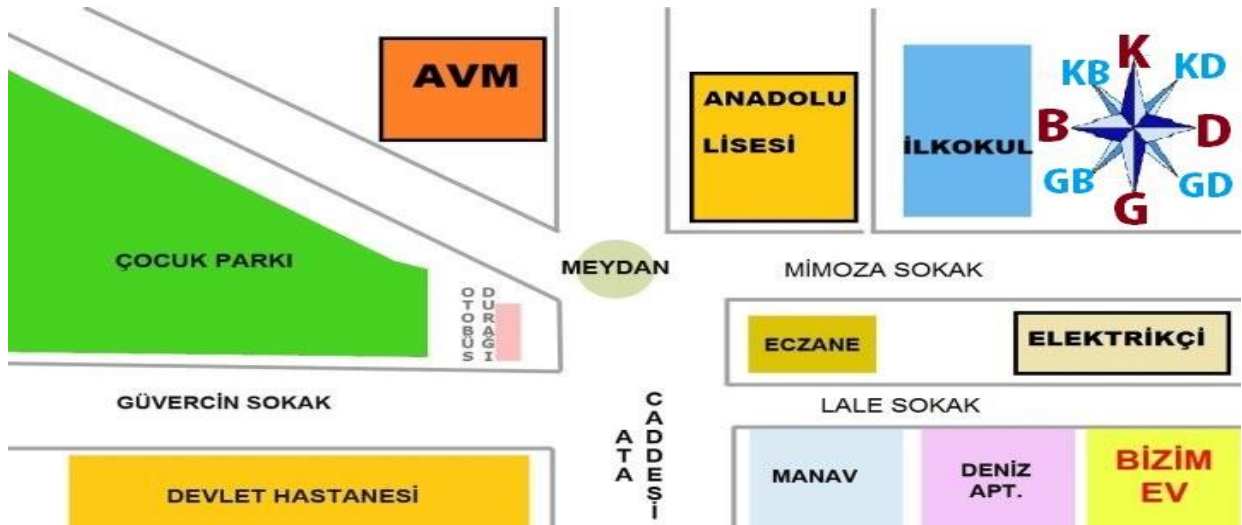 AVM
ANADOLU
LİSESİ
İLKOKUL
K
KB
KD
B
D
GB
GD
G
ÇOCUK PARKI
MEYDAN
MİMOZA SOKAK
OTOBÜS
DURAĞI
ECZANE
ELEKTRİKÇİ
GÜVERCİN SOKAK
ATA
CADDESİ
LALE SOKAK
DEVLET HASTANESİ
MANAV
DENİZ
APT.
BİZİM
EV